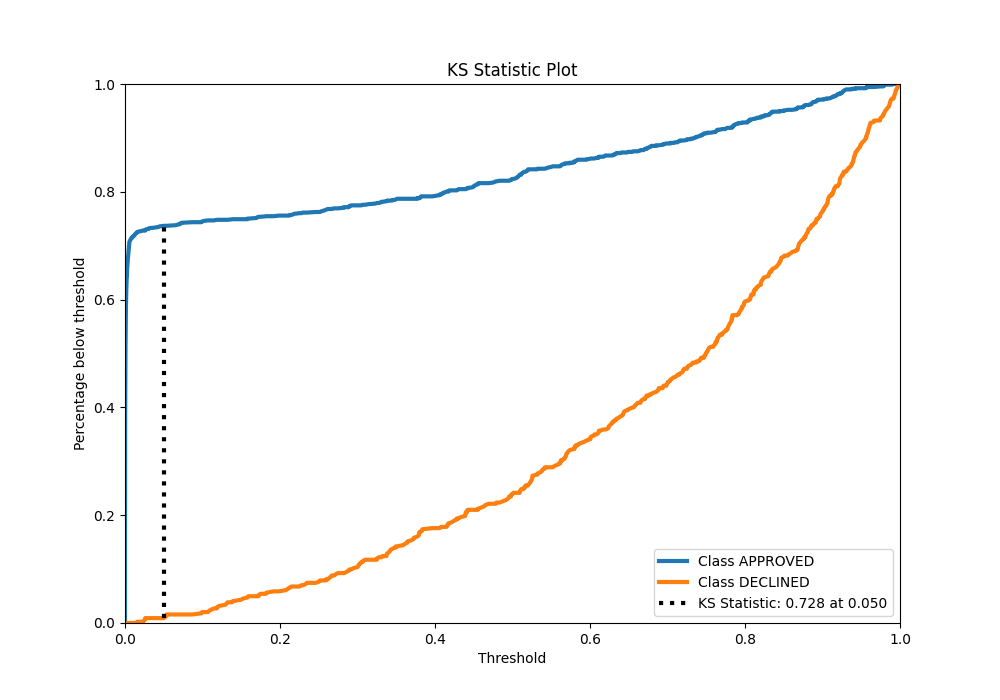 KS Statistic Plot
1.0
0.8
0.6
0.4
0.2
0.0
Percentage below threshold
Class APPROVED
Class DECLINED
KS Statistic: 0.728 at 0.050
0.0 0.2 0.4 0.6 0.8 1.0
Threshold